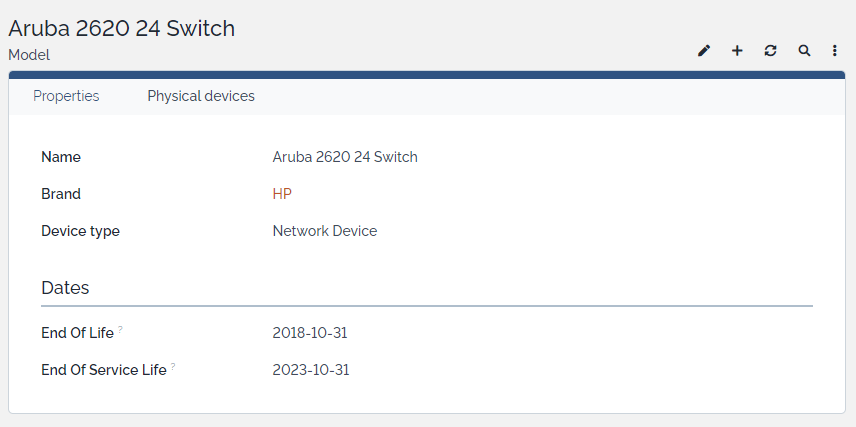 Aruba 2620 24 Switch
Model
Properties Physical devices
Name Aruba 2620 24 Switch
Brand HP
Device type Network Device
Dates
End Of Life ? 2018-10-31
End Of Service Life ? 2023-10-31